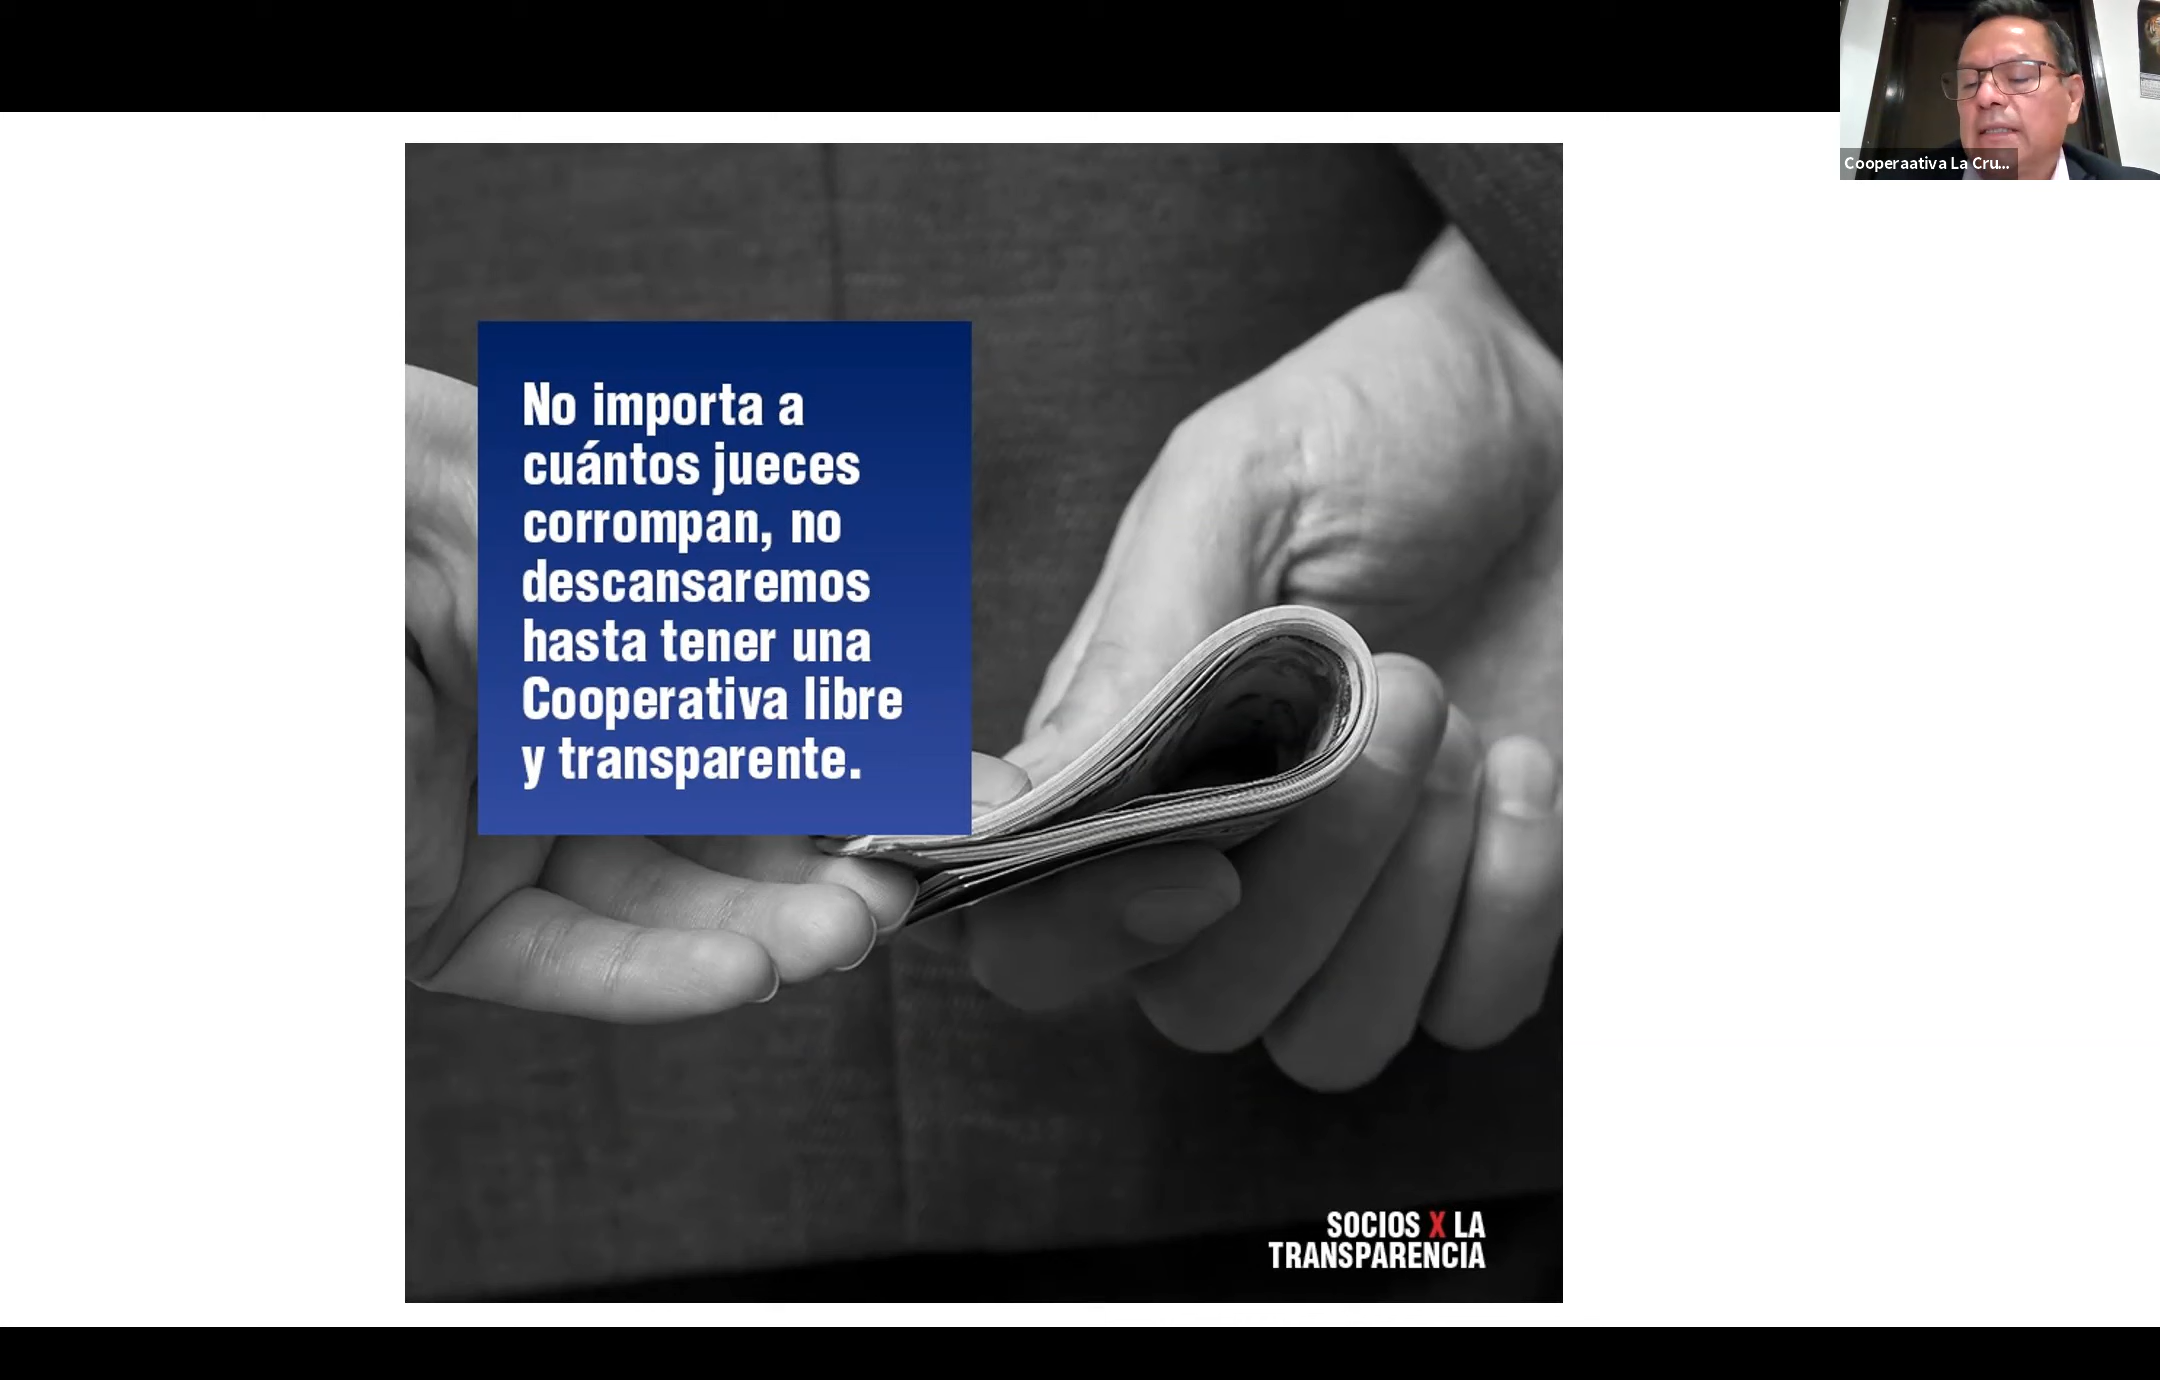 Cooperaativa La Cru...
No importa a
cuántos jueces
corrompan, no
descansaremos
hasta tener una
Cooperativa libre
y transparente.
SOCIOS X LA
TRANSPARENCIA